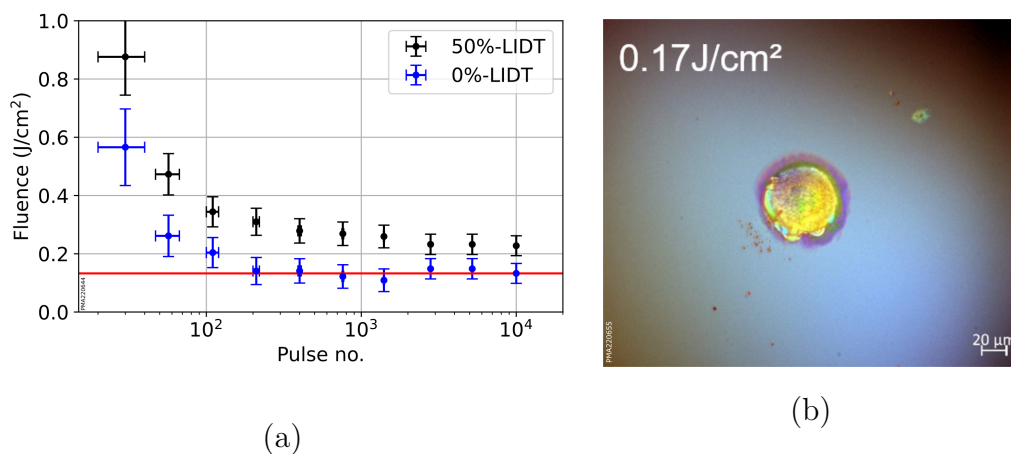 1.0
0.8
0.6
0.4
0.2
0.0
Fluence (J/cm²)
50%-LIDT
0%-LIDT
PMA220644
10² 10³ 10⁴
Pulse no.
(a)
0.17J/cm²
PMA220655
20 µm
(b)